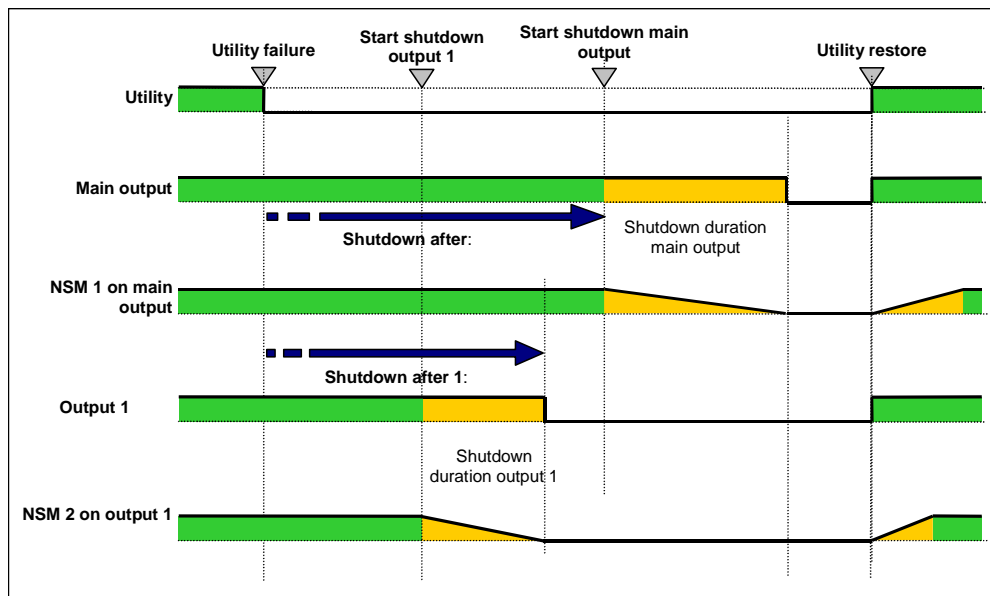 Utility failure
Start shutdown
output 1
Start shutdown main
output
Utility restore
Utility
Main output
Shutdown after:
Shutdown duration
main output
NSM 1 on main
output
Shutdown after 1:
Output 1
Shutdown
duration output 1
NSM 2 on output 1